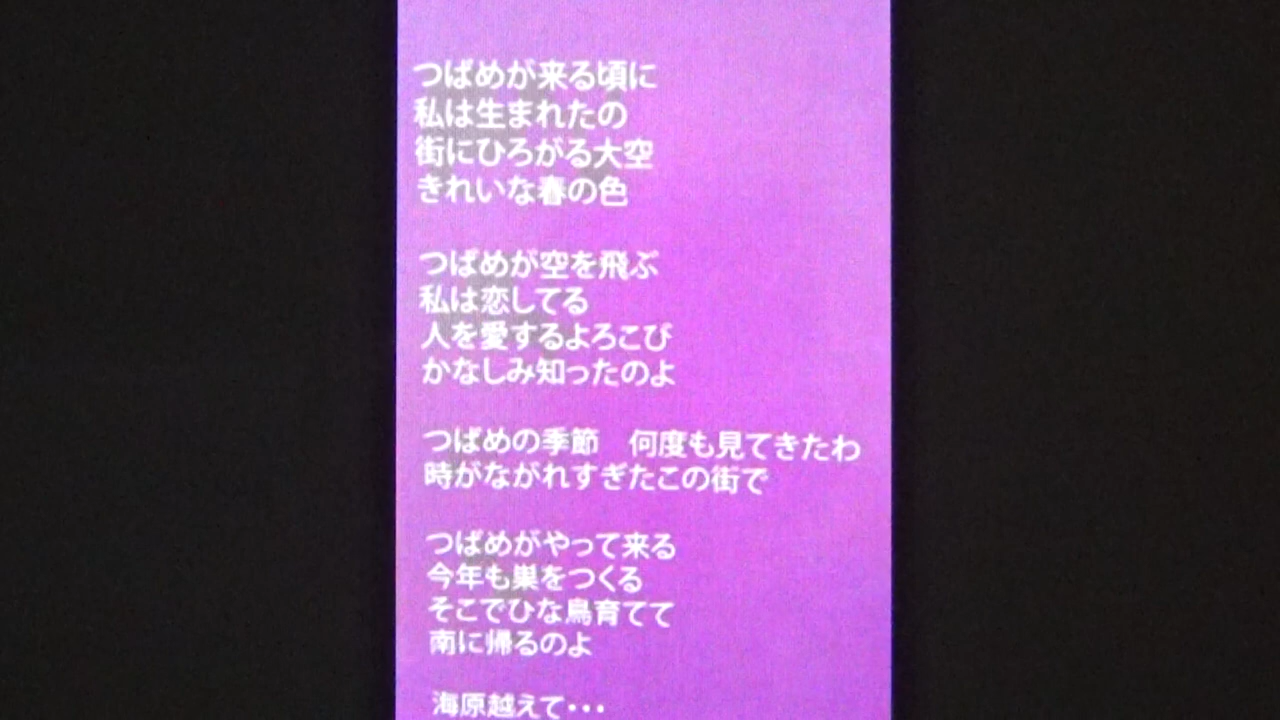 つばめが来る頃に
私は生まれたの
街にひろがる大空
きれいな春の色
つばめが空を飛ぶ
私は恋してる
人を愛するよろこび
かなしみ知ったのよ
つばめの季節　何度も見てきたわ
時がながれすぎたこの街で
つばめがやって来る
今年も巣をつくる
そこでひな鳥育てて
南に帰るのよ
海原越えて・・・